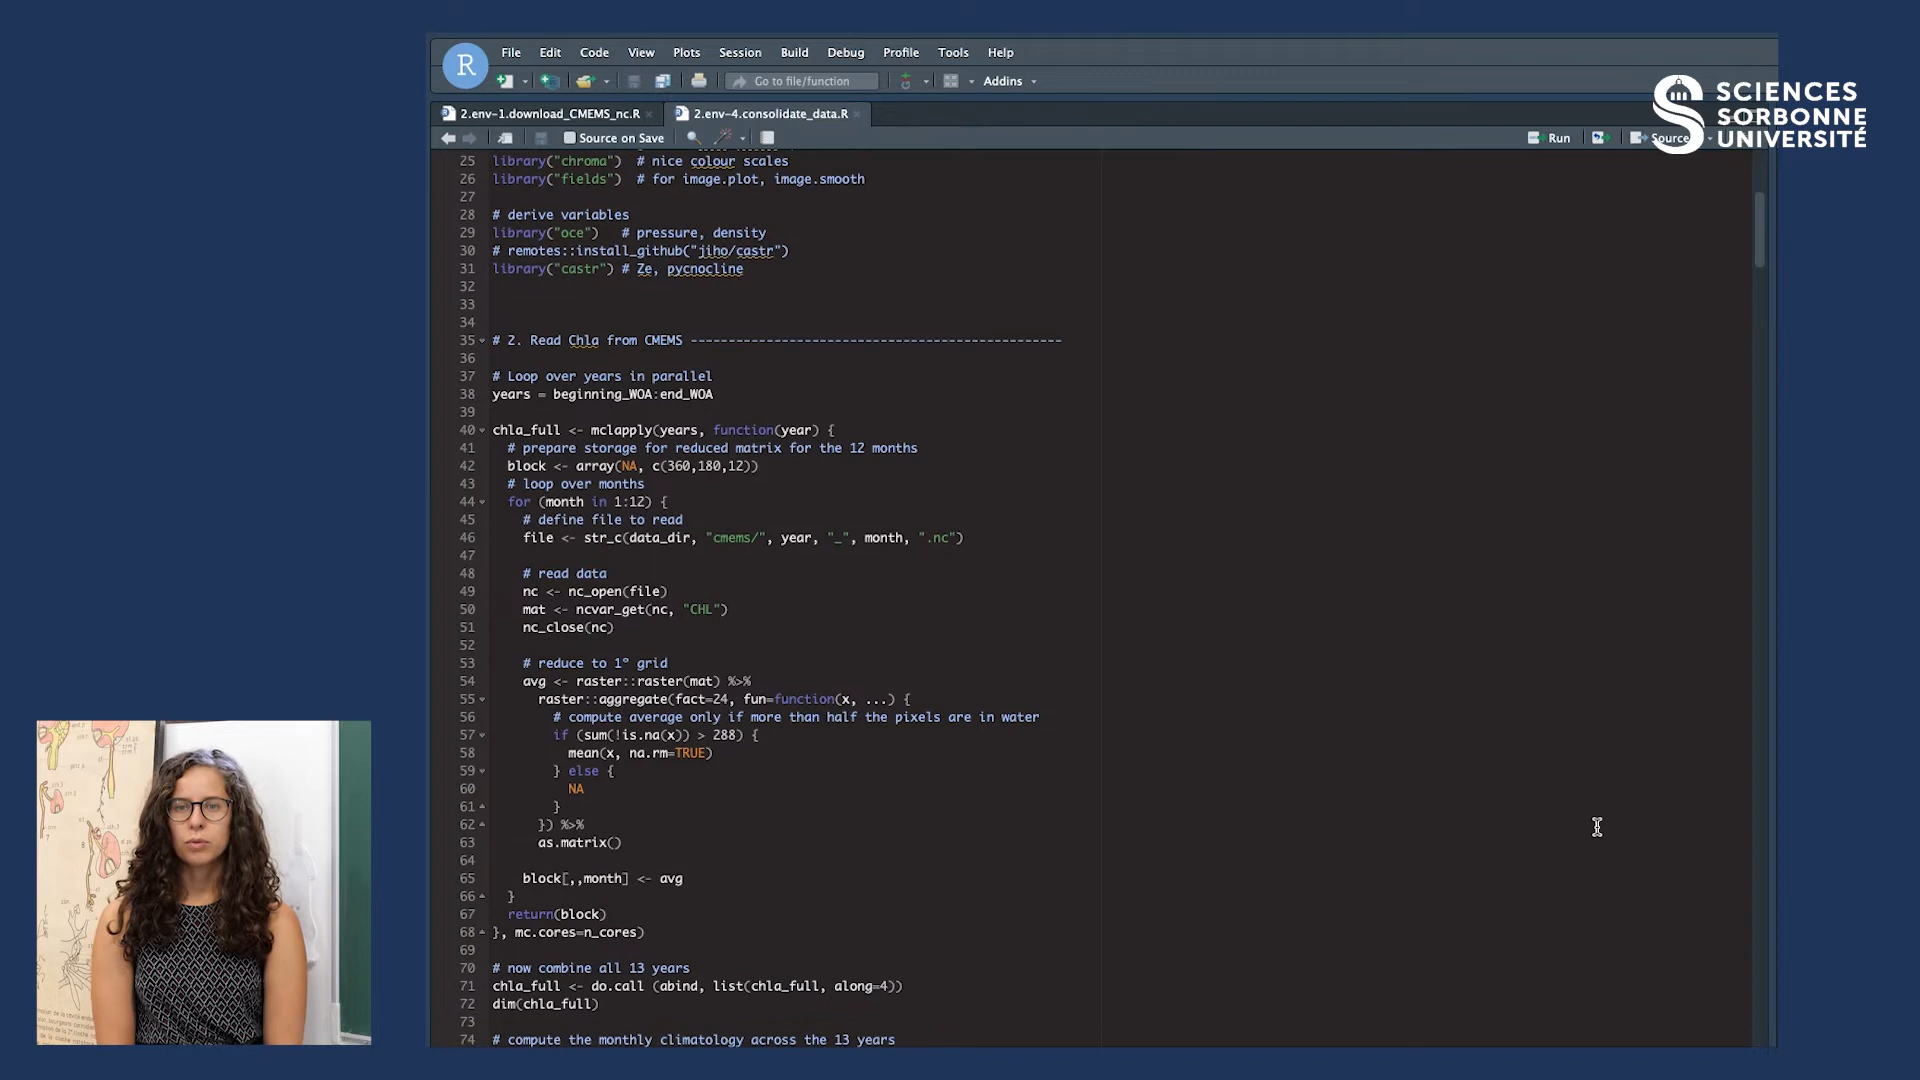 File Edit Code View Plots Session Build Debug Profile Tools Help
R
Go to file/function
Addins
SCIENCES
SORBONNE
UNIVERSITÉ
2.env-1.download_CMEMS_nc.R
2.env-4.consolidate_data.R
Source on Save
Run
Source
25 library("chroma") # nice colour scales
26 library("fields") # for image.plot, image.smooth
27
28 # derive variables
29 library("oce") # pressure, density
30 # remotes::install_github("jiho/castr")
31 library("castr") # Ze, pycnocline
32
33
34
35 # 2. Read Chla from CMEMS -------------------------------------------------
36
37 # Loop over years in parallel
38 years = beginning_WOA:end_WOA
39
40 chla_full <- mclapply(years, function(year) {
41 # prepare storage for reduced matrix for the 12 months
42 block <- array(NA, c(360,180,12))
43 # loop over months
44 for (month in 1:12) {
45 # define file to read
46 file <- str_c(data_dir, "cmems/", year, "_", month, ".nc")
47
48 # read data
49 nc <- nc_open(file)
50 mat <- ncvar_get(nc, "CHL")
51 nc_close(nc)
52
53 # reduce to 1° grid
54 avg <- raster::raster(mat) %>%
55 raster::aggregate(fact=24, fun=function(x, ...) {
56 # compute average only if more than half the pixels are in water
57 if (sum(!is.na(x)) > 288) {
58 mean(x, na.rm=TRUE)
59 } else {
60 NA
61 }
62 }) %>%
63 as.matrix()
64
65 block[,,month] <- avg
66 }
67 return(block)
68 }, mc.cores=n_cores)
69
70 # now combine all 13 years
71 chla_full <- do.call (abind, list(chla_full, along=4))
72 dim(chla_full)
73
74 # compute the monthly climatology across the 13 years